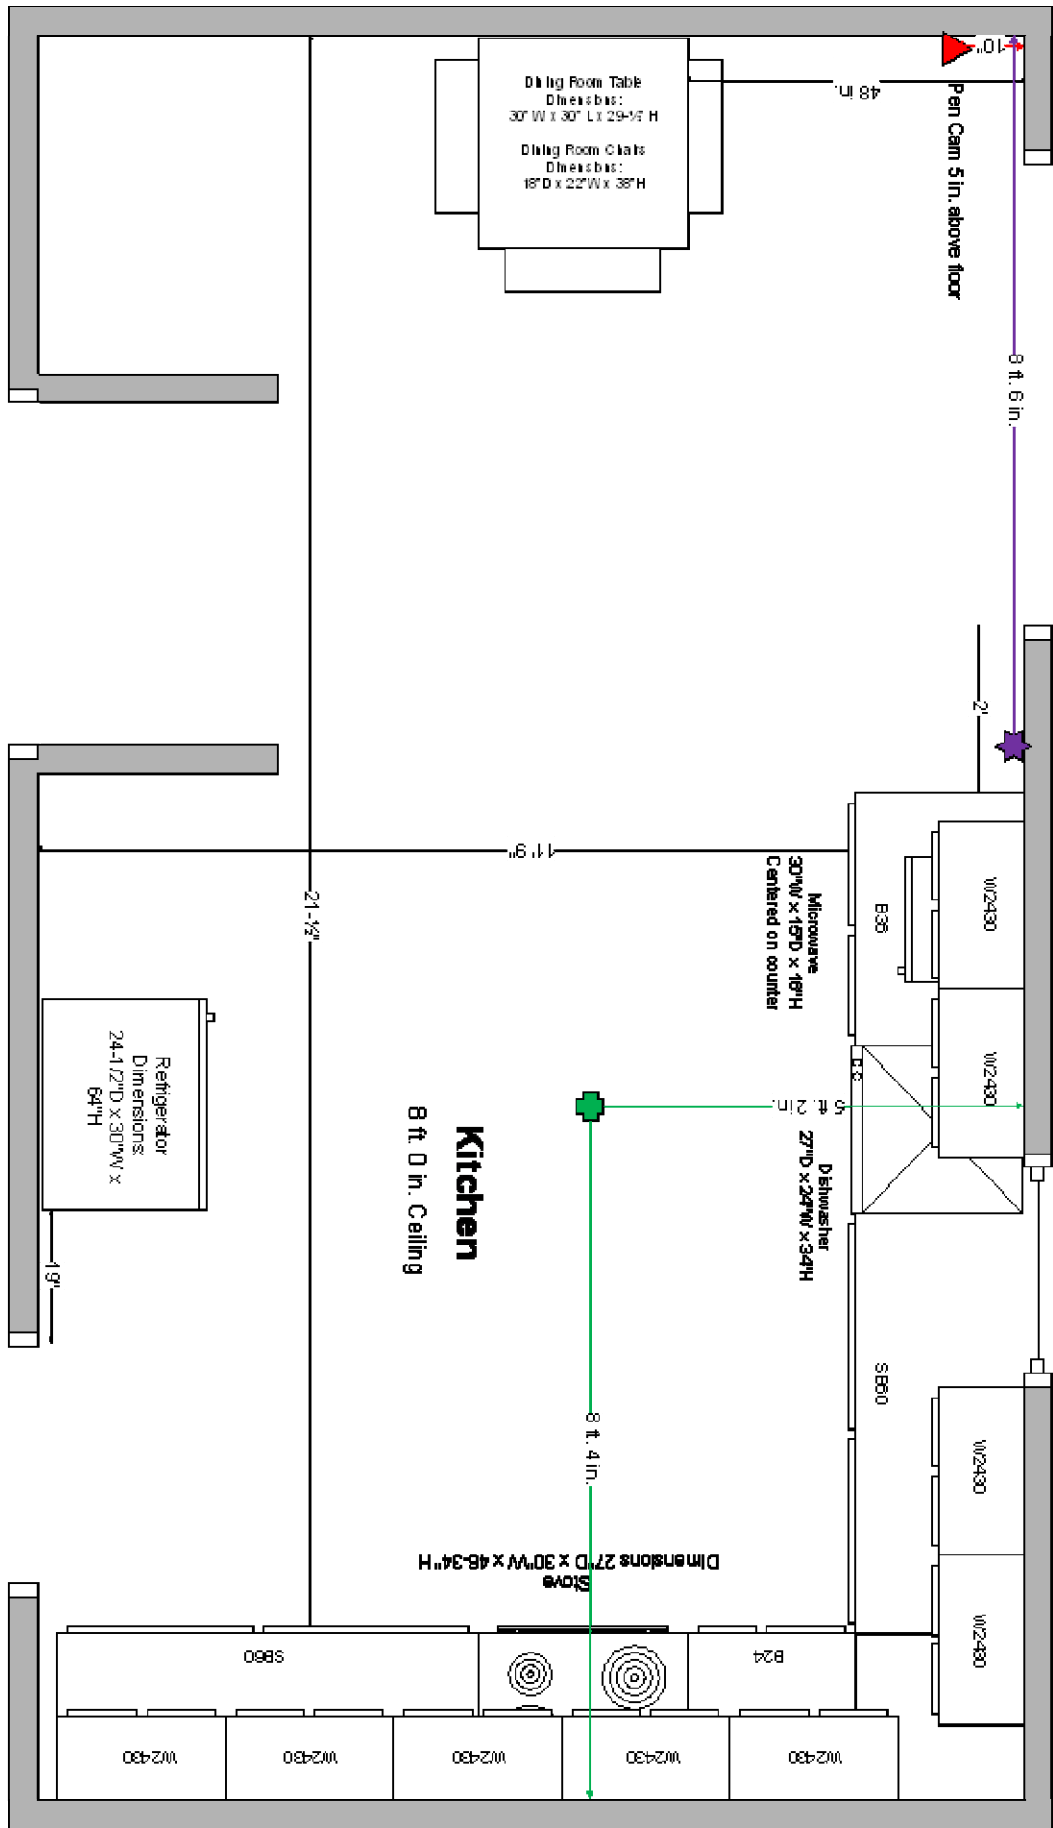 Dining Room Table
Dimensions:
30" W x 30" L x 29-½" H
Dining Room Chairs
Dimensions:
18"D x 22"W x 38"H
10"
48 in.
Pen Cam 5 in. above floor
8 ft. 6 in.
2'
11' 9"
21-½"
Microwave
30"W x 15"D x 16"H
Centered on counter
B36
W2430
W2430
Refrigerator
Dimensions:
24-1/2"D x 30"W x
64"H
19"
Kitchen
8 ft. 0 in. Ceiling
5 ft. 2 in.
Dishwasher
27"D x 24"W x 34"H
SB60
W2430
W2430
8 ft. 4 in.
Stove
Dimensions 27"D x 30"W x 46-34"H
SB60
B24
W2430
W2430
W2430
W2430
W2430